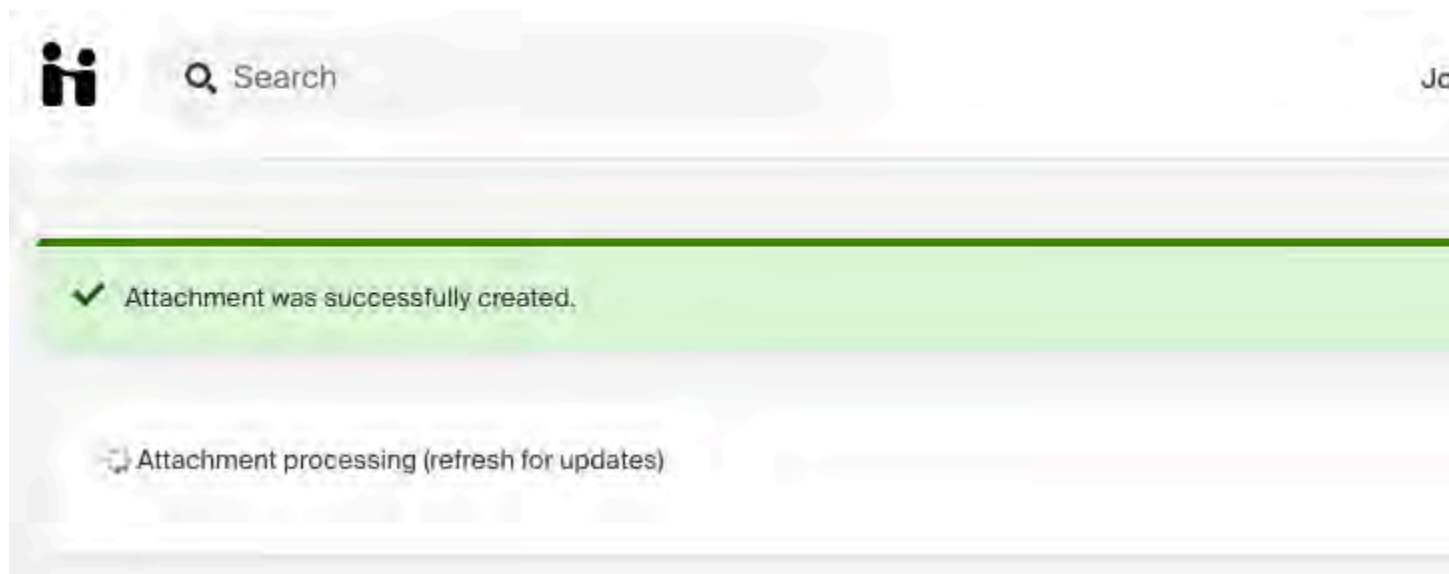 Search
Attachment was successfully created.
Attachment processing (refresh for updates)